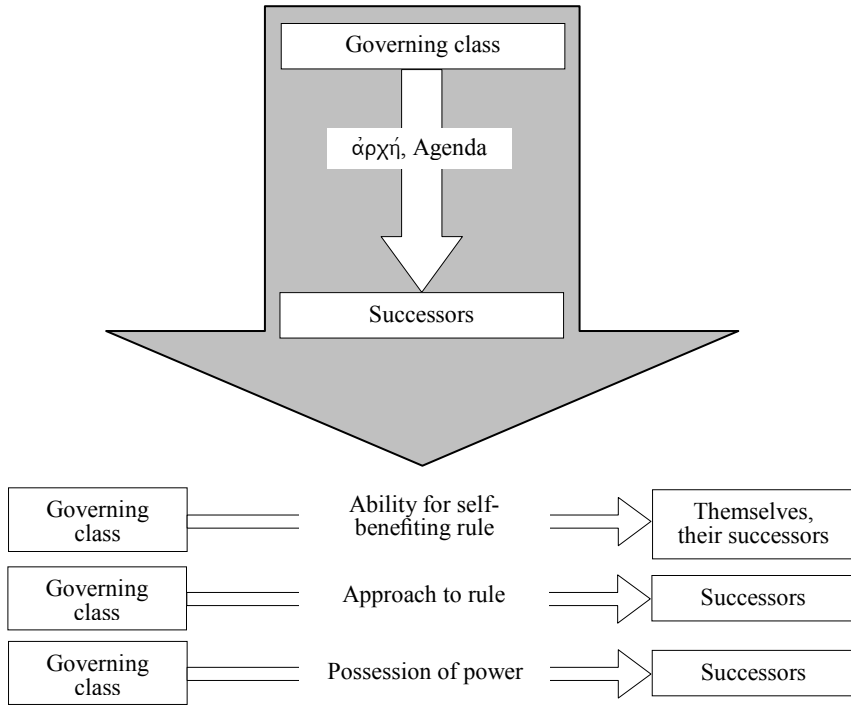 Governing class
ἀρχή, Agenda
Successors
Governing
class
Ability for self-
benefiting rule
Themselves,
their successors
Governing
class
Approach to rule
Successors
Governing
class
Possession of power
Successors